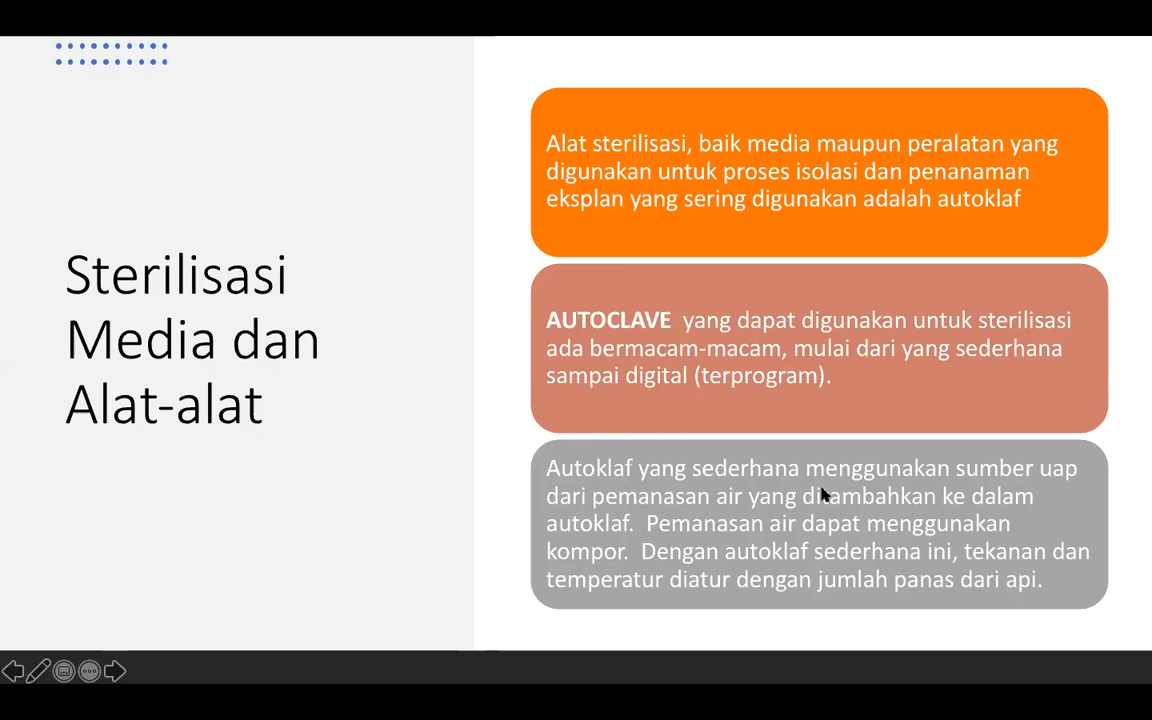 Sterilisasi
Media dan
Alat-alat
Alat sterilisasi, baik media maupun peralatan yang
digunakan untuk proses isolasi dan penanaman
eksplan yang sering digunakan adalah autoklaf
AUTOCLAVE yang dapat digunakan untuk sterilisasi
ada bermacam-macam, mulai dari yang sederhana
sampai digital (terprogram).
Autoklaf yang sederhana menggunakan sumber uap
dari pemanasan air yang ditambahkan ke dalam
autoklaf. Pemanasan air dapat menggunakan
kompor. Dengan autoklaf sederhana ini, tekanan dan
temperatur diatur dengan jumlah panas dari api.